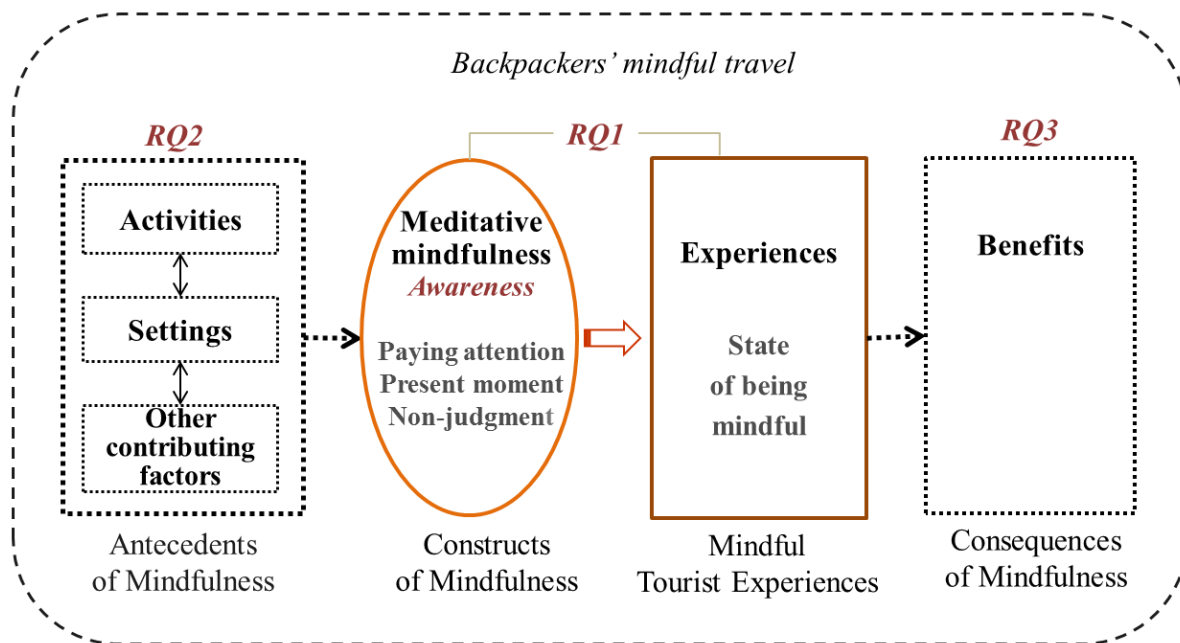 Backpackers’ mindful travel
RQ2
RQ1
RQ3
Activities
Settings
Other
contributing
factors
Antecedents
of Mindfulness
Meditative
mindfulness
Awareness
Paying attention
Present moment
Non-judgment
Constructs
of Mindfulness
Experiences
State
of being
mindful
Mindful
Tourist Experiences
Benefits
Consequences
of Mindfulness